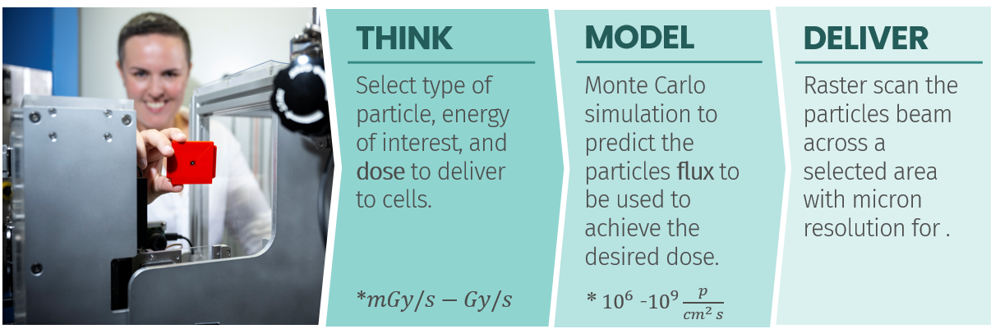 THINK
Select type of
particle, energy
of interest, and
dose to deliver
to cells.
*mGy/s − Gy/s
MODEL
Monte Carlo
simulation to
predict the
particles flux to
be used to
achieve the
desired dose.
* 10⁶ -10⁹ p/cm² s
DELIVER
Raster scan the
particles beam
across a
selected area
with micron
resolution for .